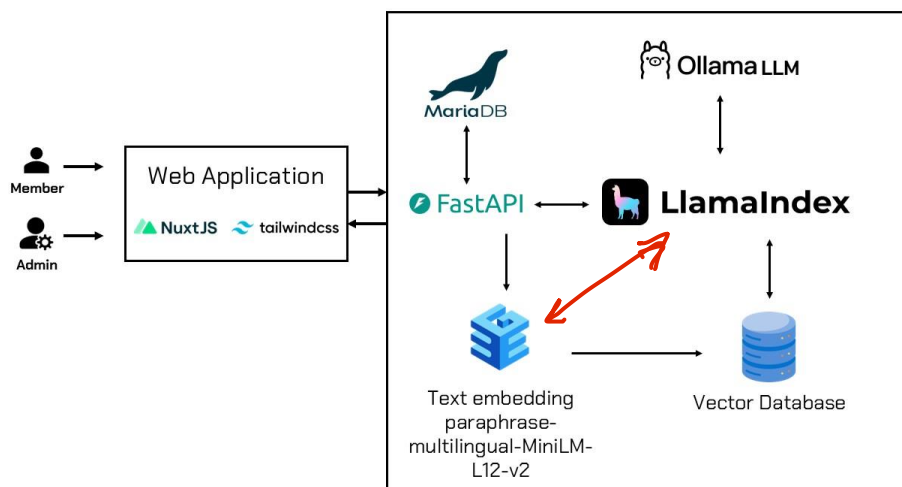 Member
Admin
Web Application
NuxtJS
tailwindcss
MariaDB
Ollama LLM
FastAPI
LlamaIndex
Text embedding
paraphrase-
multilingual-MiniLM-
L12-v2
Vector Database